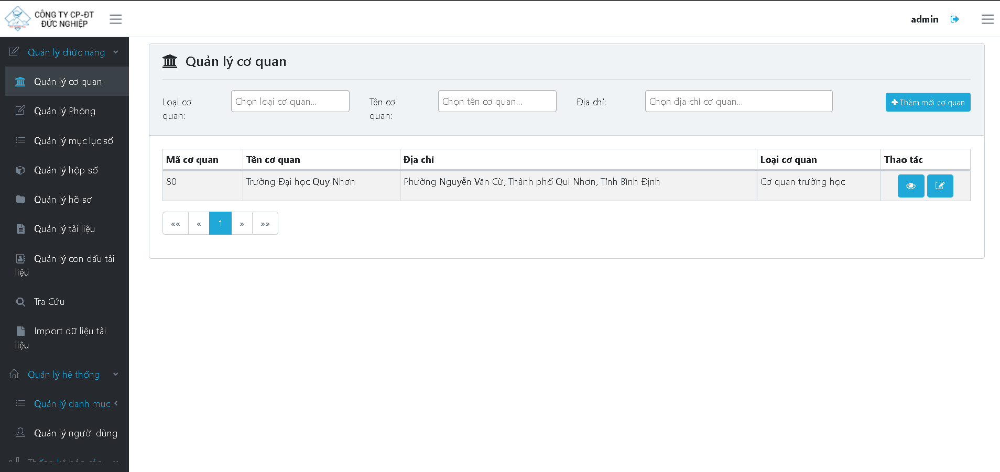 CÔNG TY CP-ĐT
ĐỨC NGHIỆP
admin
Quản lý chức năng
Quản lý cơ quan
Quản lý Phông
Quản lý mục lục số
Quản lý hộp số
Quản lý hồ sơ
Quản lý tài liệu
Quản lý con dấu tài
liệu
Tra Cứu
Import dữ liệu tài
liệu
Quản lý hệ thống
Quản lý danh mục
Quản lý người dùng
Quản lý cơ quan
Loại cơ
quan:
Chọn loại cơ quan...
Tên cơ
quan:
Chọn tên cơ quan...
Địa chỉ:
Chọn địa chỉ cơ quan...
Thêm mới cơ quan
Mã cơ quan Tên cơ quan Địa chỉ Loại cơ quan Thao tác
80 Trường Đại học Quy Nhơn Phường Nguyễn Văn Cừ, Thành phố Qui Nhơn, Tỉnh Bình Định Cơ quan trường học
«« « 1 » »»